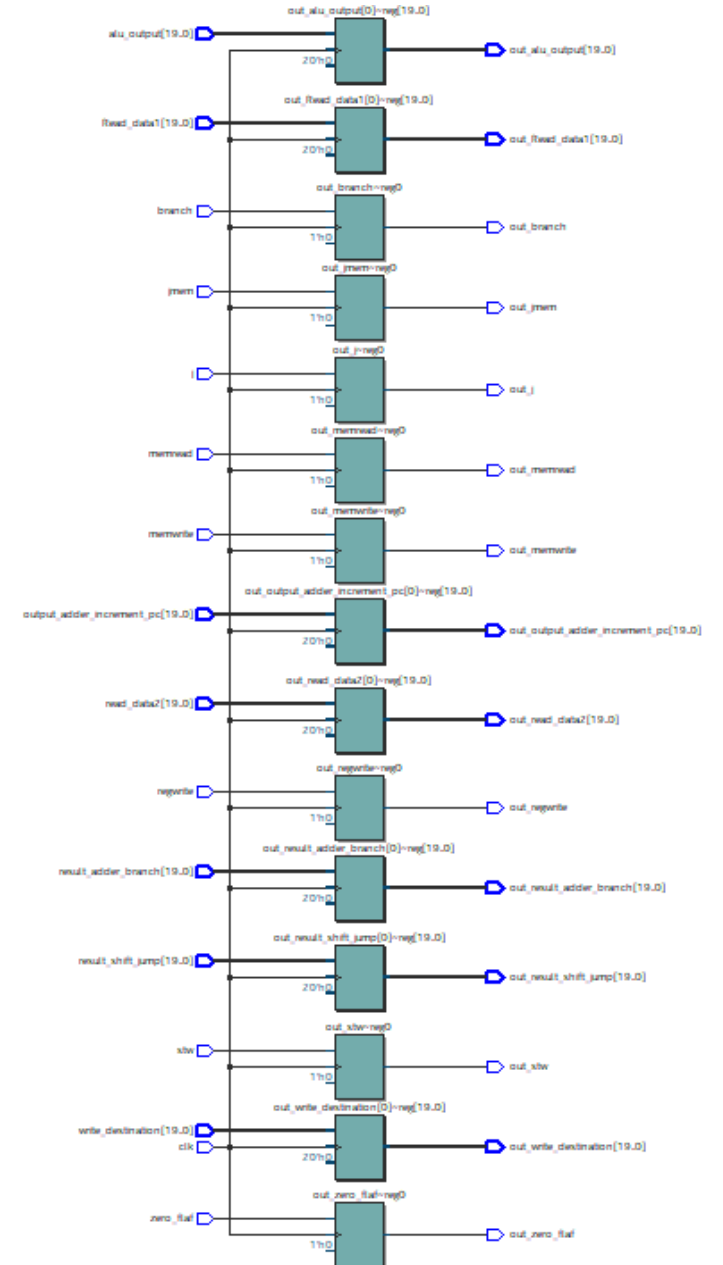 out_alu_output[0]~reg[19..0]
alu_output[19..0]
20'h0
out_alu_output[19..0]
out_Read_data1[0]~reg[19..0]
Read_data1[19..0]
20'h0
out_Read_data1[19..0]
out_branch~reg0
branch
1'h0
out_branch
out_jmem~reg0
jmem
1'h0
out_jmem
out_j~reg0
j
1'h0
out_j
out_memread~reg0
memread
1'h0
out_memread
out_memwrite~reg0
memwrite
1'h0
out_memwrite
out_output_adder_increment_pc[0]~reg[19..0]
output_adder_increment_pc[19..0]
20'h0
out_output_adder_increment_pc[19..0]
out_read_data2[0]~reg[19..0]
read_data2[19..0]
20'h0
out_read_data2[19..0]
out_regwrite~reg0
regwrite
1'h0
out_regwrite
out_result_adder_branch[0]~reg[19..0]
result_adder_branch[19..0]
20'h0
out_result_adder_branch[19..0]
out_result_shift_jump[0]~reg[19..0]
result_shift_jump[19..0]
20'h0
out_result_shift_jump[19..0]
out_stw~reg0
stw
1'h0
out_stw
out_write_destination[0]~reg[19..0]
write_destination[19..0]
clk
20'h0
out_write_destination[19..0]
out_zero_flaf~reg0
zero_flaf
1'h0
out_zero_flaf